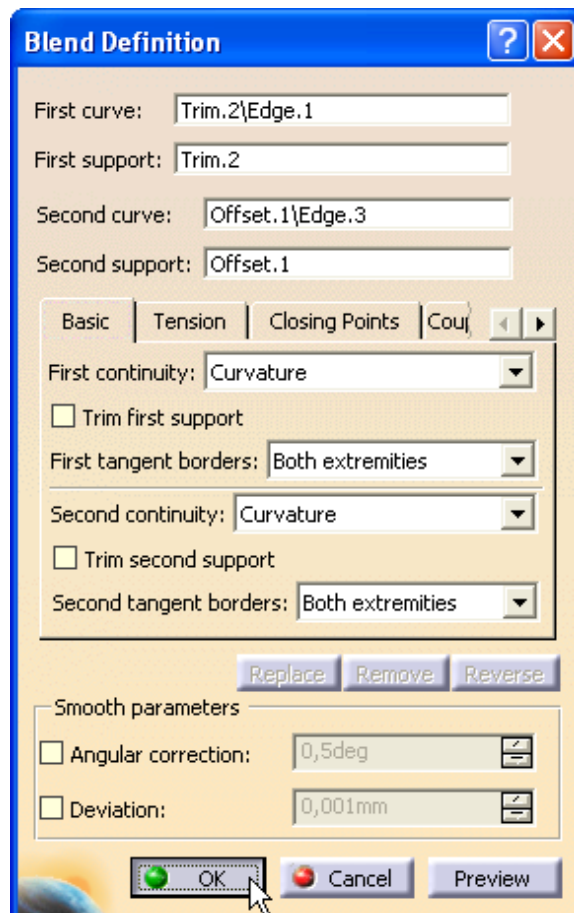 Blend Definition
First curve: Trim.2\Edge.1
First support: Trim.2
Second curve: Offset.1\Edge.3
Second support: Offset.1
Basic Tension Closing Points
First continuity: Curvature
Trim first support
First tangent borders: Both extremities
Second continuity: Curvature
Trim second support
Second tangent borders: Both extremities
Replace Remove Reverse
Smooth parameters
Angular correction: 0,5deg
Deviation: 0,001mm
OK Cancel Preview